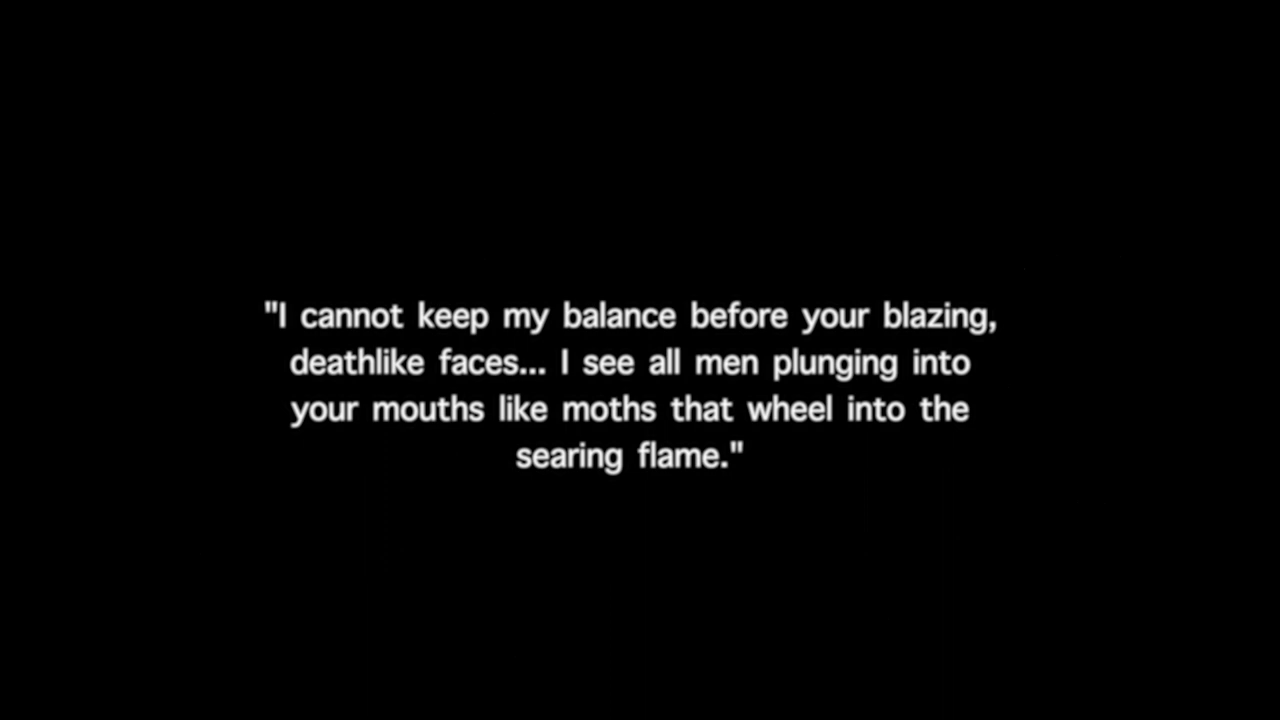 "I cannot keep my balance before your blazing,
deathlike faces... I see all men plunging into
your mouths like moths that wheel into the
searing flame."